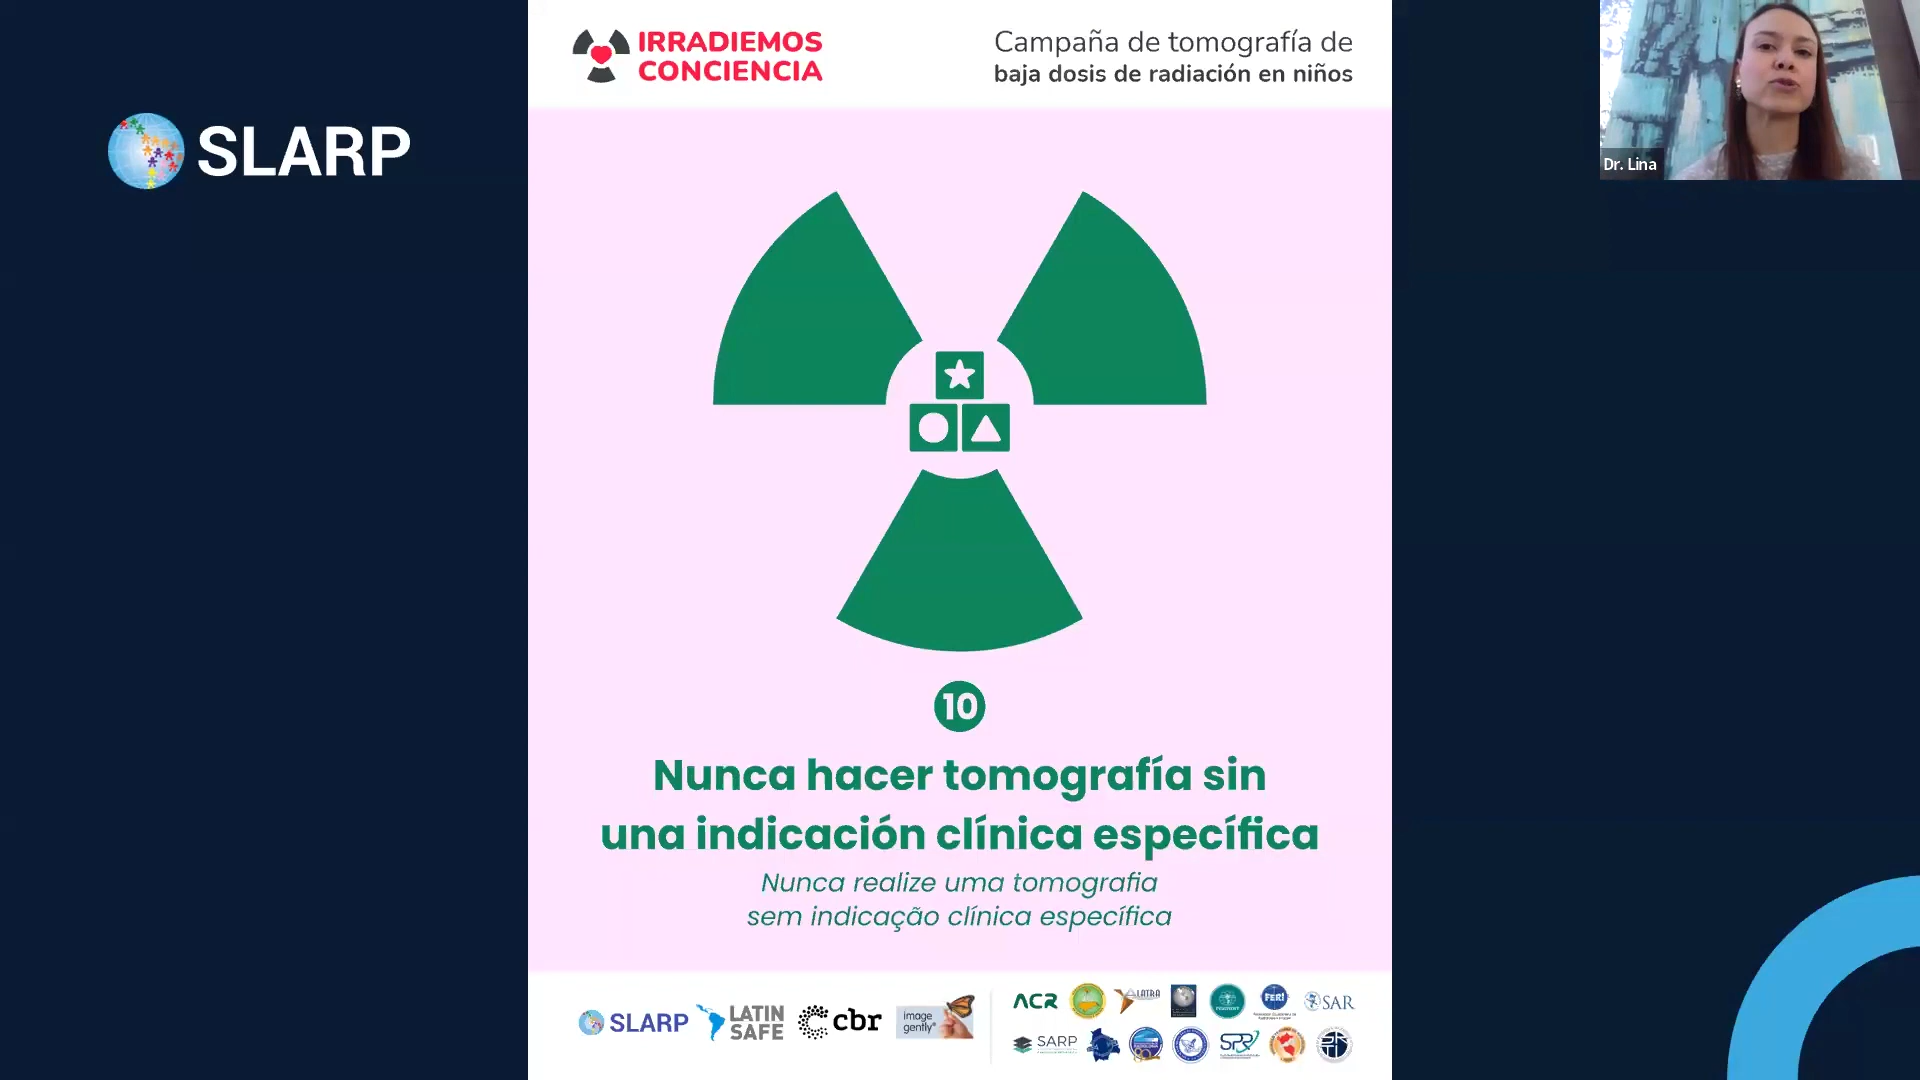 IRRADIEMOS
CONCIENCIA
Campaña de tomografía de
baja dosis de radiación en niños
SLARP
Dr. Lina
10
Nunca hacer tomografía sin
una indicación clínica específica
Nunca realize uma tomografia
sem indicação clínica específica
SLARP
LATIN
SAFE
cbr
image
gently®
ACR
LATRA
FERI
SAR
SARP
SPR